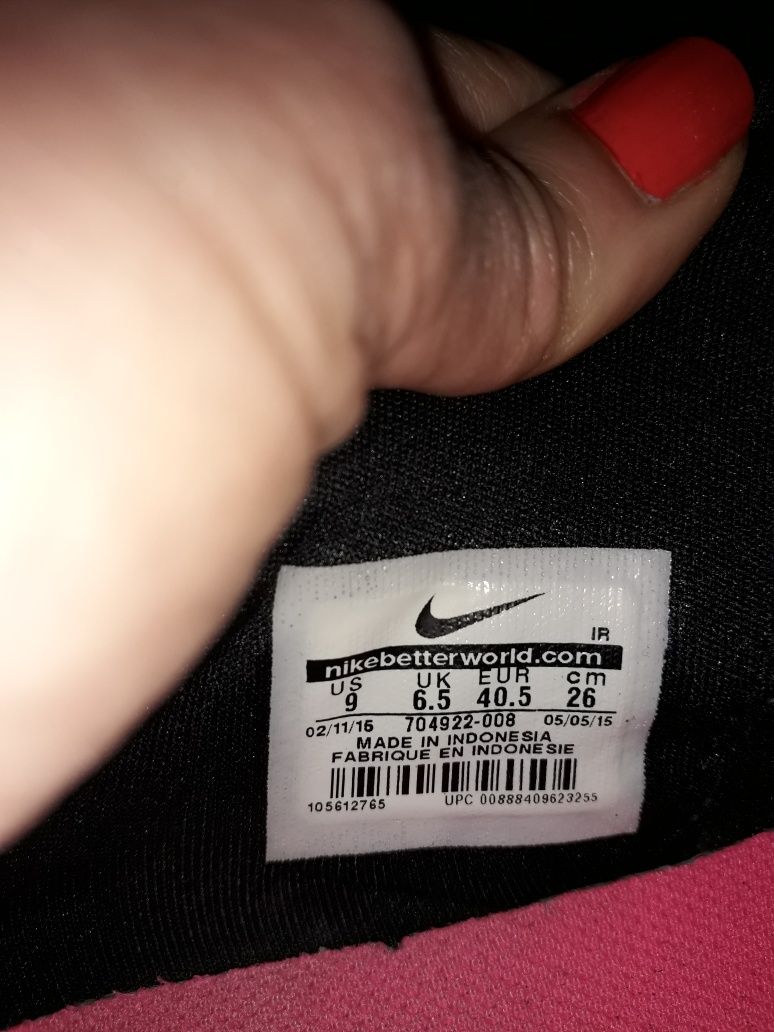 IR
nikebetterworld.com
US UK EUR cm
9 6.5 40.5 26
02/11/15 704922-008 05/05/15
MADE IN INDONESIA
FABRIQUE EN INDONESIE
105612765 UPC 00888409623255